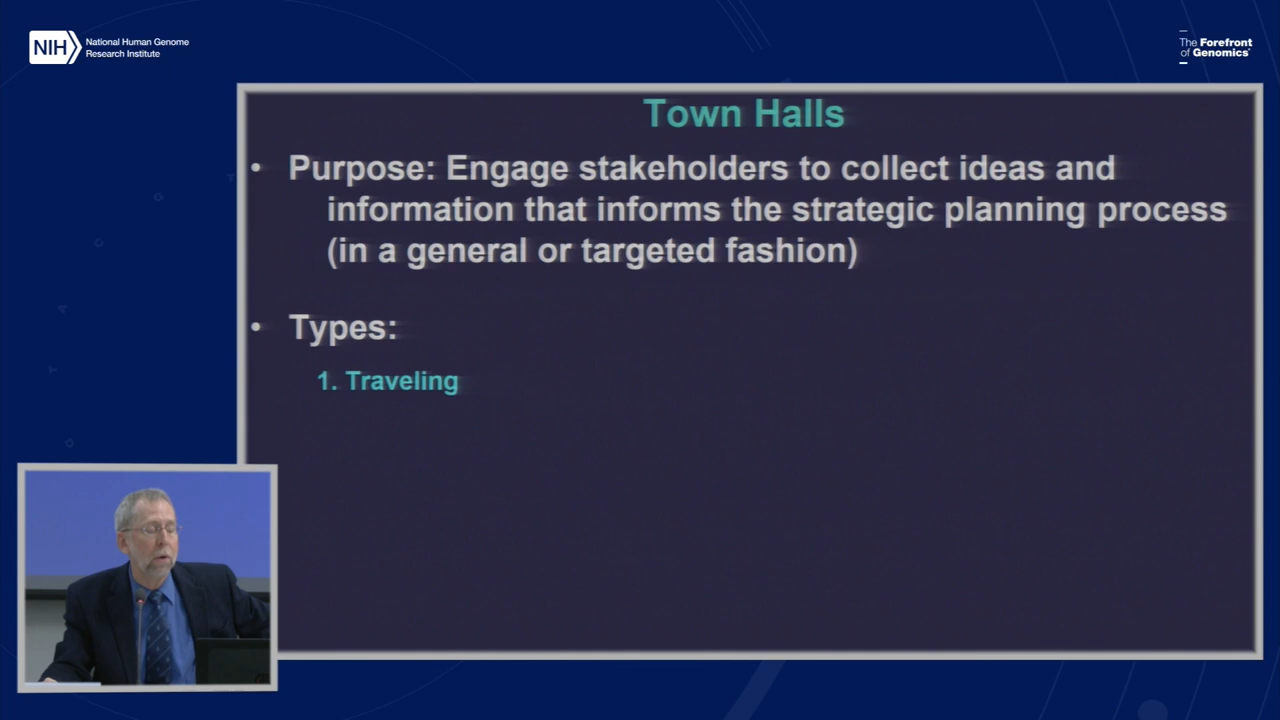 NIH
National Human Genome
Research Institute
The Forefront
of Genomics®
Town Halls
• Purpose: Engage stakeholders to collect ideas and
information that informs the strategic planning process
(in a general or targeted fashion)
• Types:
1. Traveling